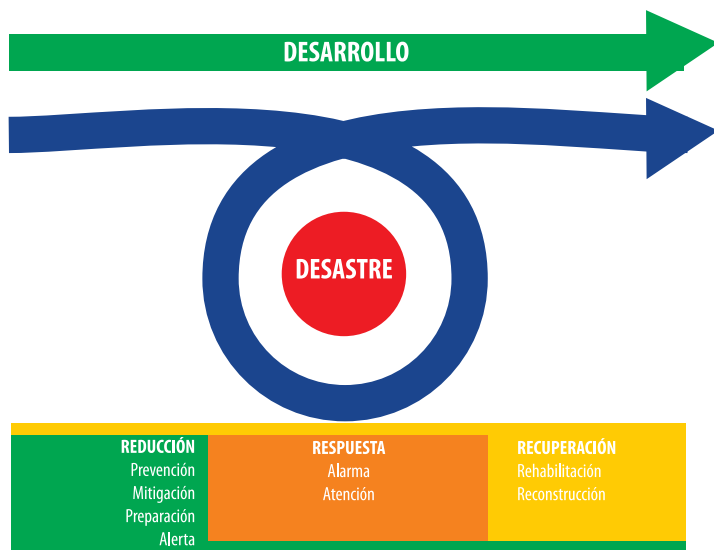 DESARROLLO
DESASTRE
REDUCCIÓN
Prevención
Mitigación
Preparación
Alerta
RESPUESTA
Alarma
Atención
RECUPERACIÓN
Rehabilitación
Reconstrucción